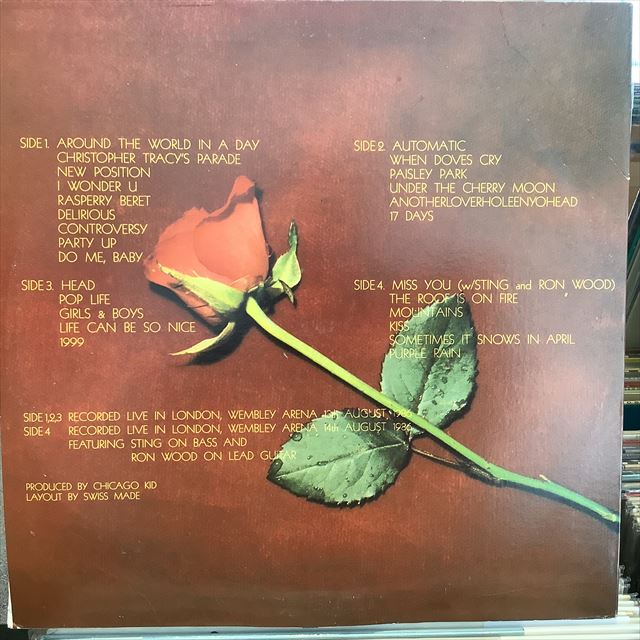 SIDE 1. AROUND THE WORLD IN A DAY
CHRISTOPHER TRACY'S PARADE
NEW POSITION
I WONDER U
RASPERRY BERET
DELIRIOUS
CONTROVERSY
PARTY UP
DO ME, BABY
SIDE 2. AUTOMATIC
WHEN DOVES CRY
PAISLEY PARK
UNDER THE CHERRY MOON
ANOTHERLOVERHOLEENYOHEAD
17 DAYS
SIDE 3. HEAD
POP LIFE
GIRLS & BOYS
LIFE CAN BE SO NICE
1999
SIDE 4. MISS YOU (w/STING and RON WOOD)
THE ROOF IS ON FIRE
MOUNTAINS
KISS
SOMETIMES IT SNOWS IN APRIL
PURPLE RAIN
SIDE 1,2,3 RECORDED LIVE IN LONDON, WEMBLEY ARENA, AUGUST, 1986
SIDE 4 RECORDED LIVE IN LONDON, WEMBLEY ARENA, 14th AUGUST 1986
FEATURING STING ON BASS AND
RON WOOD ON LEAD GUITAR
PRODUCED BY CHICAGO KID
LAYOUT BY SWISS MADE